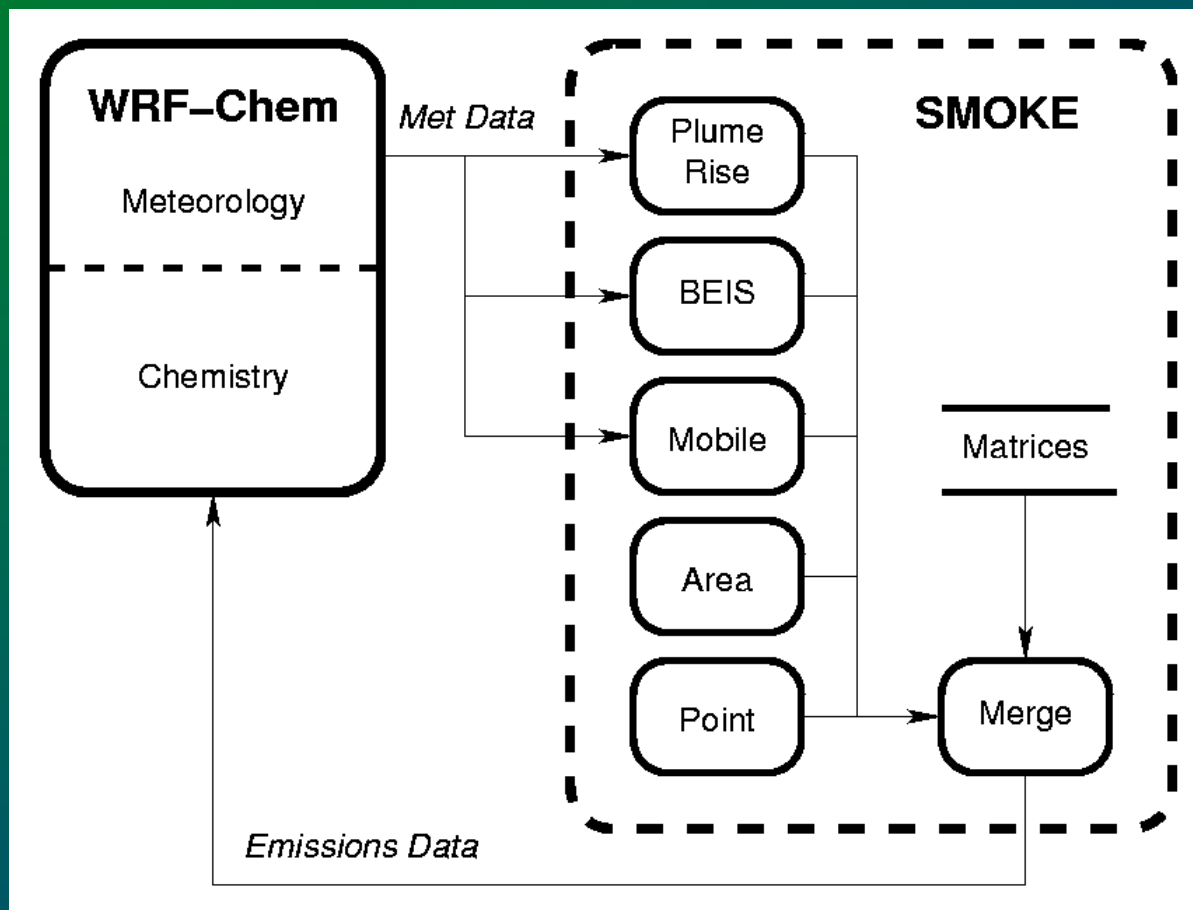 WRF–Chem
Meteorology
Chemistry
Met Data
SMOKE
Plume
Rise
BEIS
Mobile
Area
Point
Matrices
Merge
Emissions Data